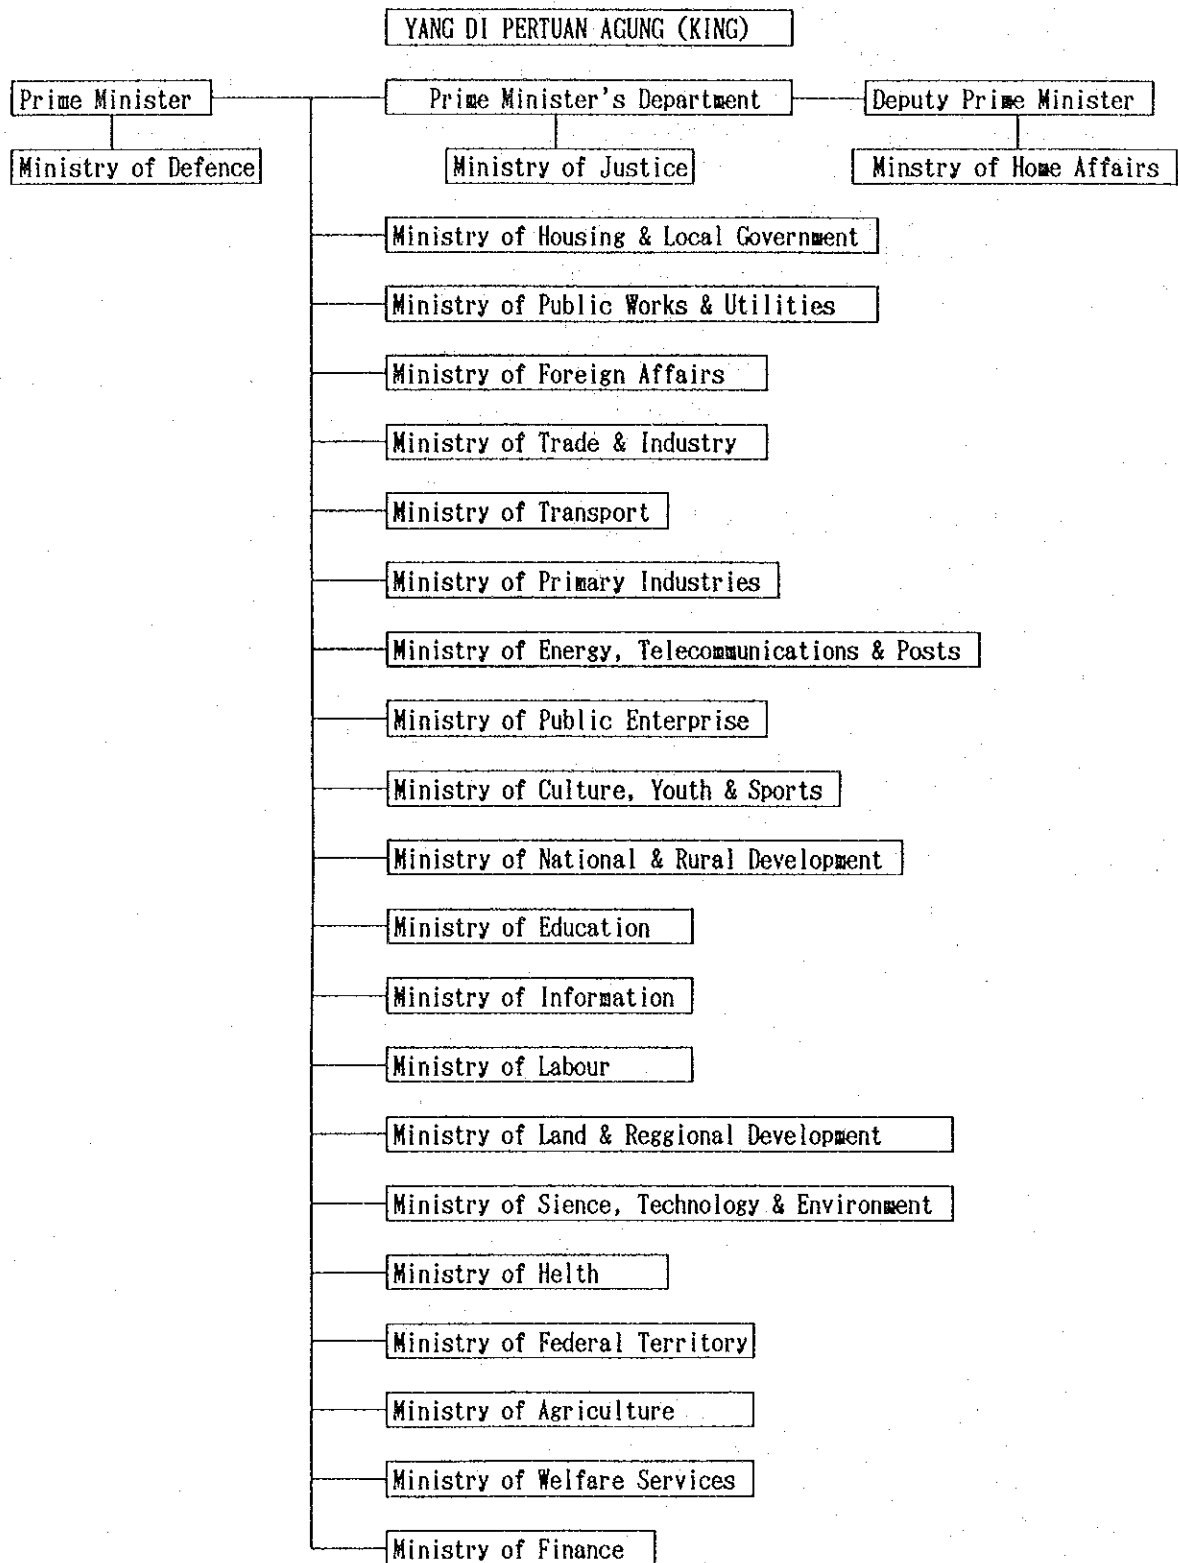 YANG DI PERTUAN AGUNG (KING)
Prime Minister
Prime Minister's Department
Deputy Prime Minister
Ministry of Defence
Ministry of Justice
Minstry of Home Affairs
Ministry of Housing & Local Government
Ministry of Public Works & Utilities
Ministry of Foreign Affairs
Ministry of Trade & Industry
Ministry of Transport
Ministry of Primary Industries
Ministry of Energy, Telecommunications & Posts
Ministry of Public Enterprise
Ministry of Culture, Youth & Sports
Ministry of National & Rural Development
Ministry of Education
Ministry of Information
Ministry of Labour
Ministry of Land & Reggional Development
Ministry of Sience, Technology & Environment
Ministry of Helth
Ministry of Federal Territory
Ministry of Agriculture
Ministry of Welfare Services
Ministry of Finance